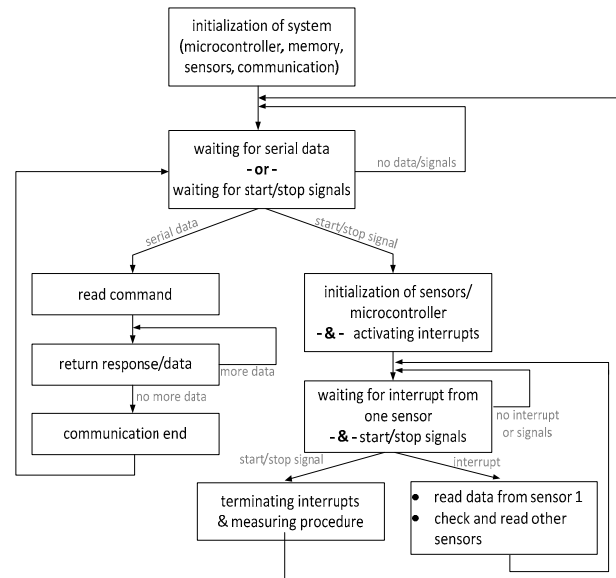 initialization of system
(microcontroller, memory,
sensors, communication)
waiting for serial data
- or -
waiting for start/stop signals
no data/signals
serial data
start/stop signal
read command
return response/data
more data
no more data
communication end
initialization of sensors/
microcontroller
- & - activating interrupts
waiting for interrupt from
one sensor
- & - start/stop signals
no interrupt
or signals
start/stop signal
interrupt
terminating interrupts
& measuring procedure
• read data from sensor 1
• check and read other
sensors